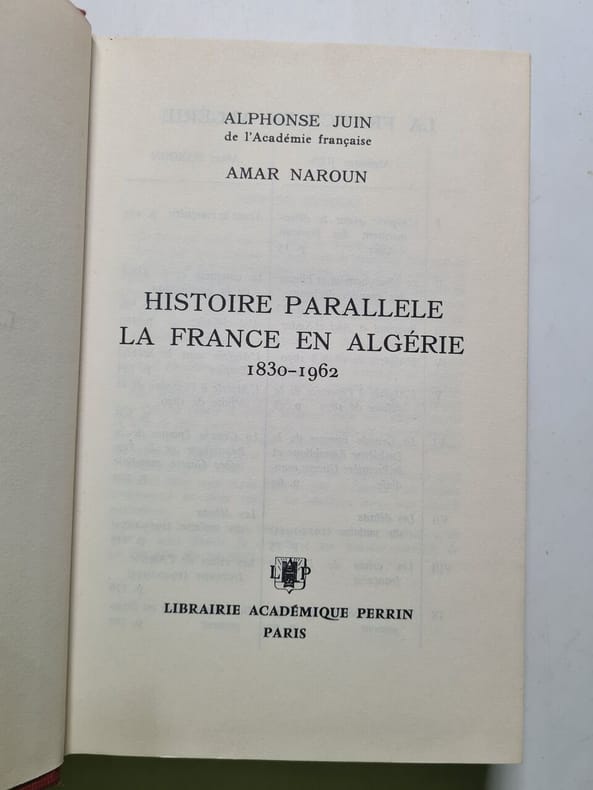 ALPHONSE JUIN
de l'Académie française
AMAR NAROUN
HISTOIRE PARALLELE
LA FRANCE EN ALGÉRIE
1830-1962
L P
LIBRAIRIE ACADÉMIQUE PERRIN
PARIS